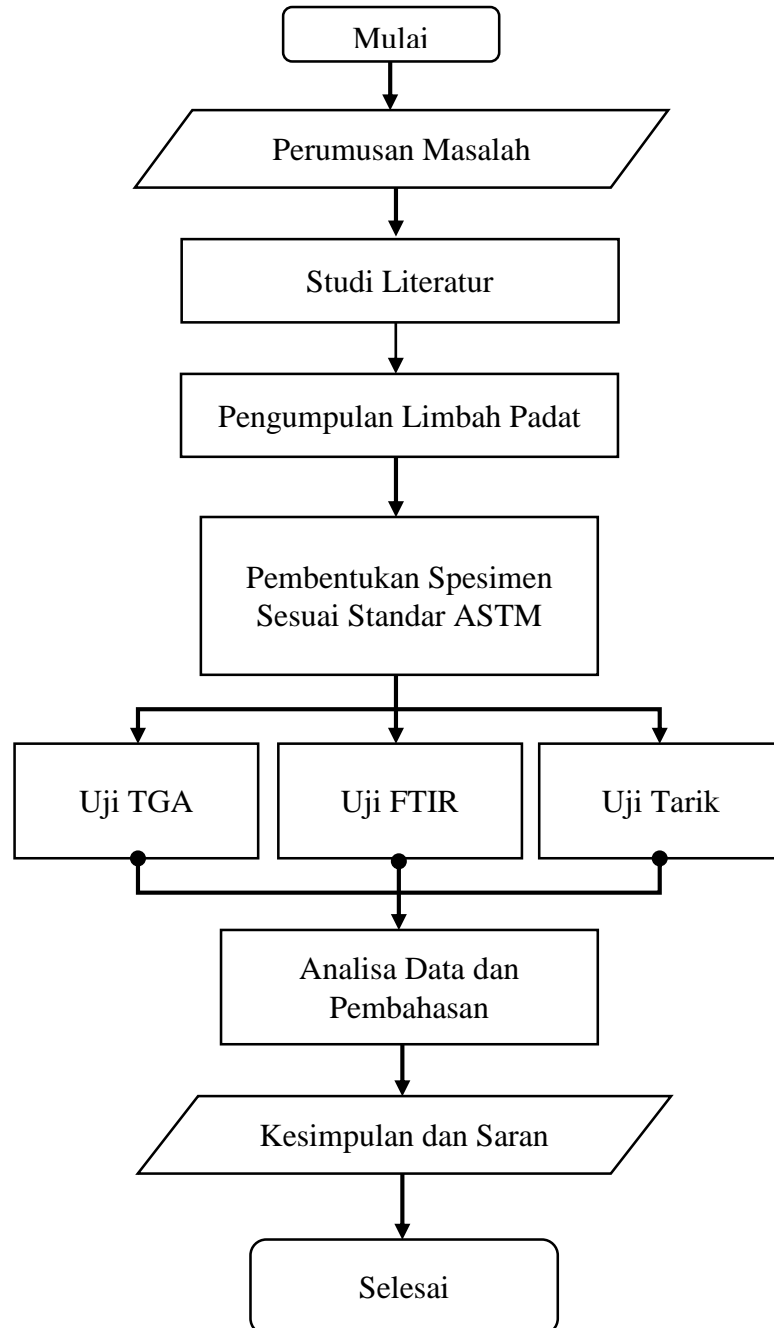 Mulai
Perumusan Masalah
Studi Literatur
Pengumpulan Limbah Padat
Pembentukan Spesimen
Sesuai Standar ASTM
Uji TGA
Uji FTIR
Uji Tarik
Analisa Data dan
Pembahasan
Kesimpulan dan Saran
Selesai